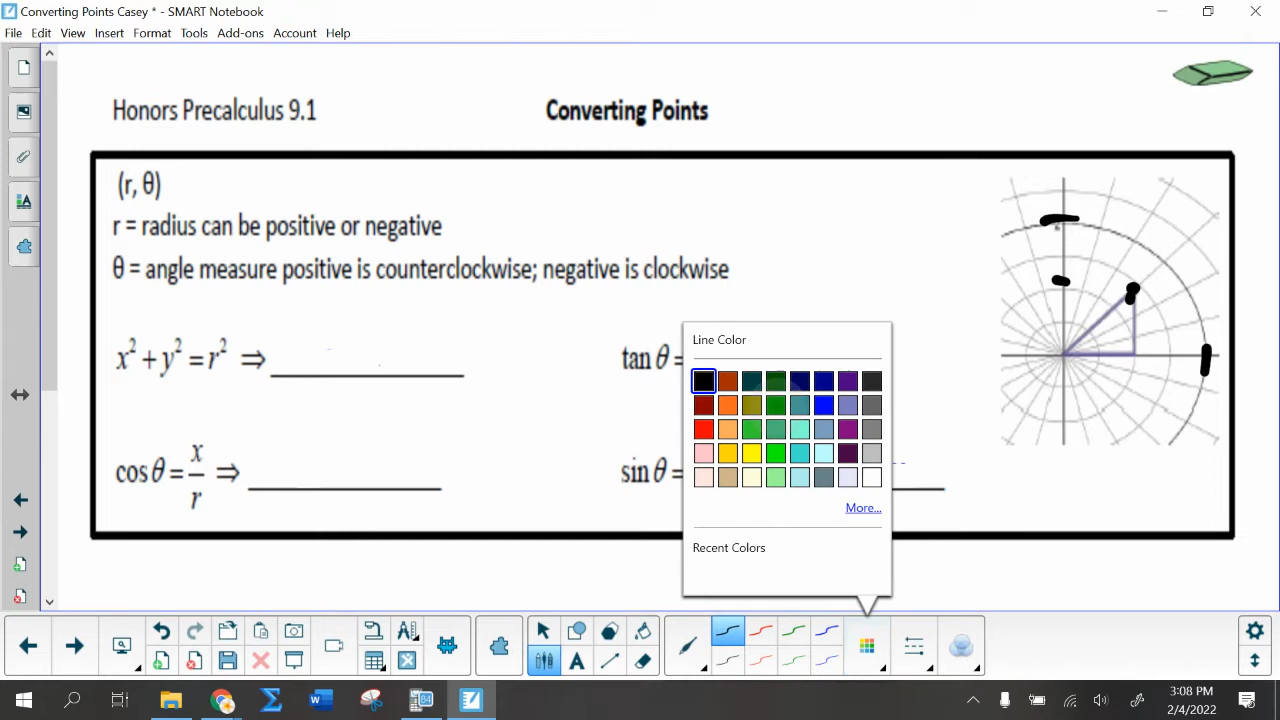 Converting Points Casey * - SMART Notebook
File Edit View Insert Format Tools Add-ons Account Help
Honors Precalculus 9.1 Converting Points
(r, θ)
r = radius can be positive or negative
θ = angle measure positive is counterclockwise; negative is clockwise
x² + y² = r² ⇒ tan θ =
cos θ = x/r ⇒ sin θ =
Line Color
More...
Recent Colors
3:08 PM
2/4/2022